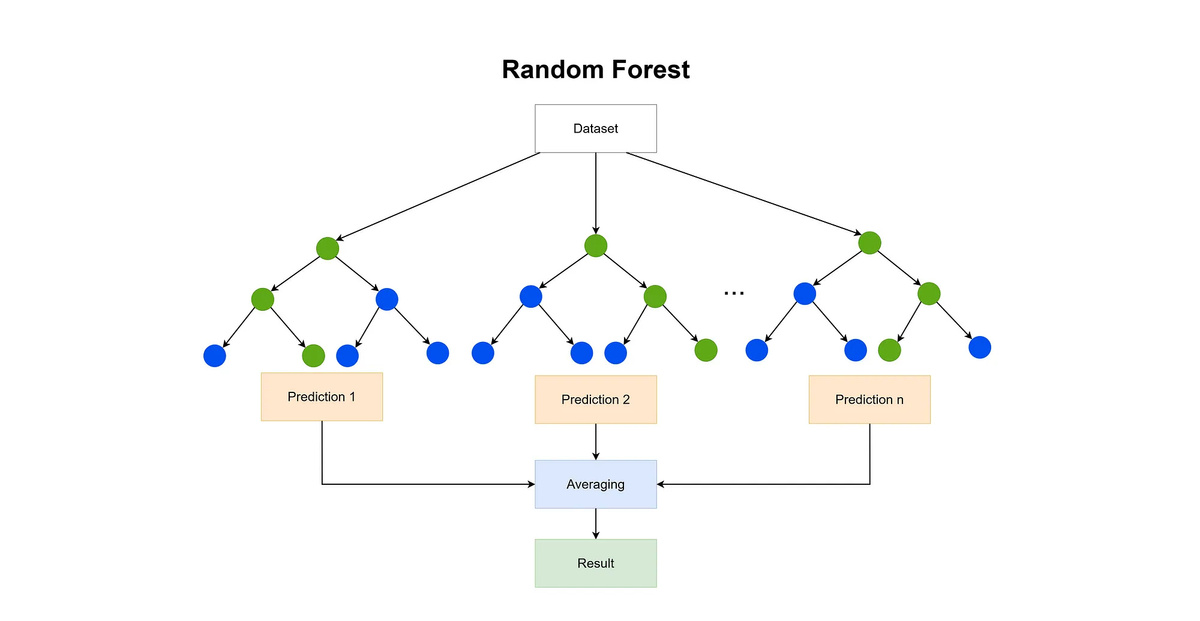 Random Forest
Dataset
...
Prediction 1
Prediction 2
Prediction n
Averaging
Result